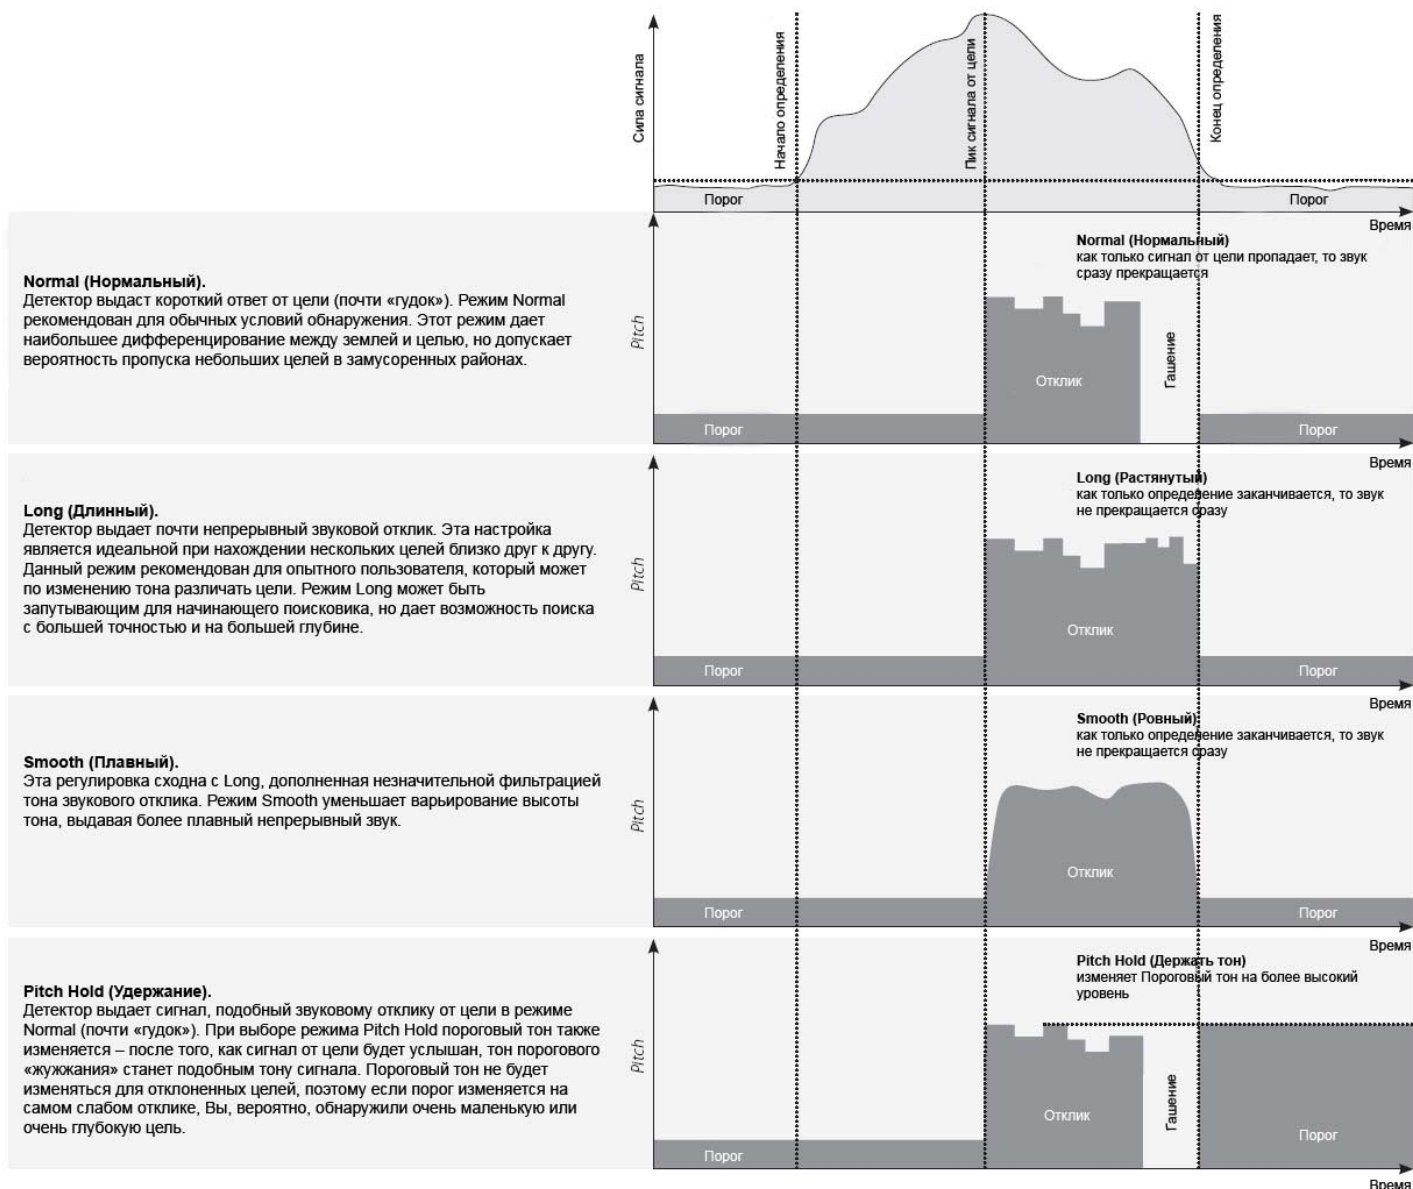 Сила сигнала
Начало определения
Пик сигнала от цели
Конец определения
Порог
Порог
Время
Normal (Нормальный).
Детектор выдаст короткий ответ от цели (почти «гудок»). Режим Normal
рекомендован для обычных условий обнаружения. Этот режим дает
наибольшее дифференцирование между землей и целью, но допускает
вероятность пропуска небольших целей в замусоренных районах.
Pitch
Normal (Нормальный)
как только сигнал от цели пропадает, то звук
сразу прекращается
Отклик
Гашение
Порог
Порог
Время
Long (Длинный).
Детектор выдает почти непрерывный звуковой отклик. Эта настройка
является идеальной при нахождении нескольких целей близко друг к другу.
Данный режим рекомендован для опытного пользователя, который может
по изменению тона различать цели. Режим Long может быть
запутывающим для начинающего поисковика, но дает возможность поиска
с большей точностью и на большей глубине.
Pitch
Long (Растянутый)
как только определение заканчивается, то звук
не прекращается сразу
Отклик
Порог
Порог
Время
Smooth (Плавный).
Эта регулировка сходна с Long, дополненная незначительной фильтрацией
тона звукового отклика. Режим Smooth уменьшает варьирование высоты
тона, выдавая более плавный непрерывный звук.
Pitch
Smooth (Ровный)
как только определение заканчивается, то звук
не прекращается сразу
Отклик
Порог
Порог
Время
Pitch Hold (Удержание).
Детектор выдает сигнал, подобный звуковому отклику от цели в режиме
Normal (почти «гудок»). При выборе режима Pitch Hold пороговый тон также
изменяется – после того, как сигнал от цели будет услышан, тон порогового
«жужжания» станет подобным тону сигнала. Пороговый тон не будет
изменяться для отклоненных целей, поэтому если порог изменяется на
самом слабом отклике, Вы, вероятно, обнаружили очень маленькую или
очень глубокую цель.
Pitch
Pitch Hold (Держать тон)
изменяет Пороговый тон на более высокий
уровень
Отклик
Гашение
Порог
Порог
Время